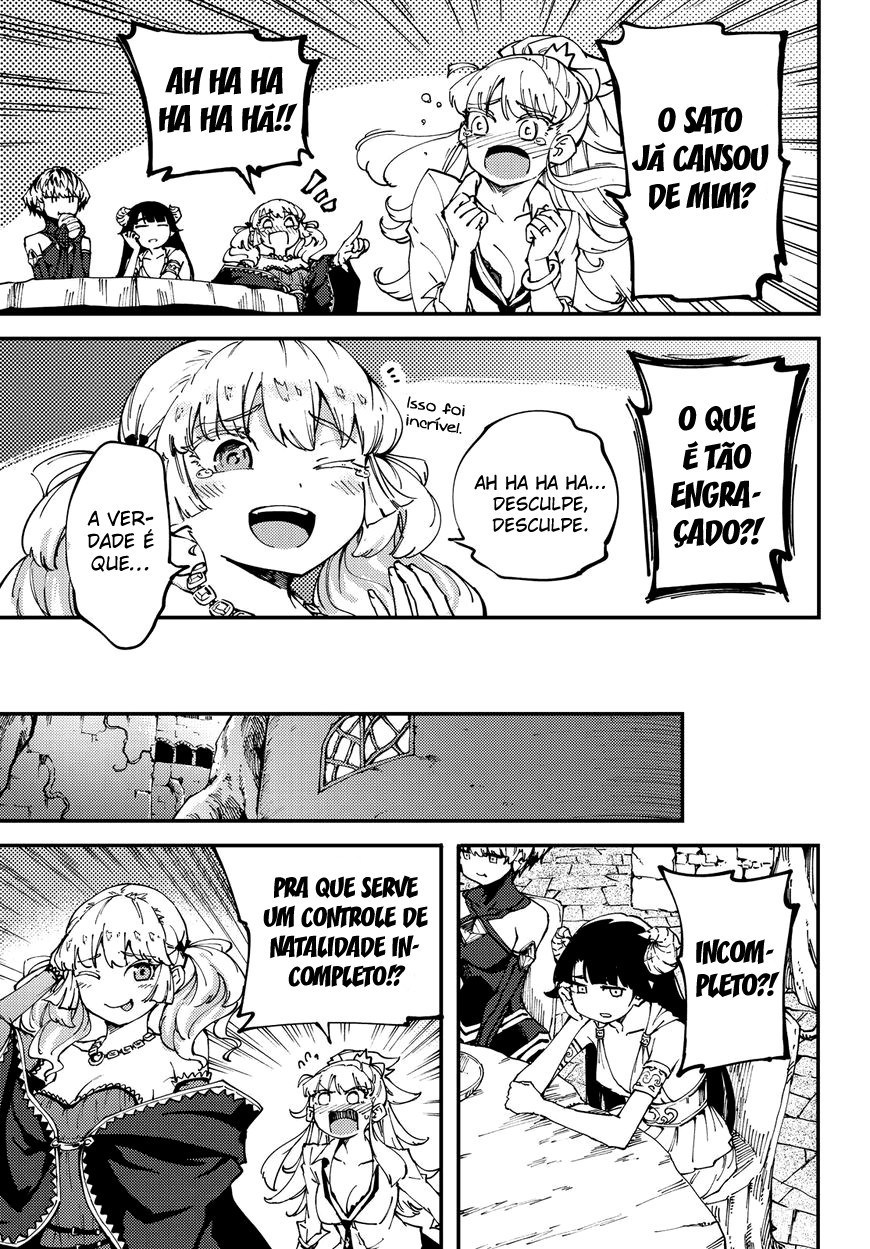 O SATO
JÁ CANSOU
DE MIM?
AH HA HA
HA HA HÁ!!
O QUE
É TÃO
ENGRA-
ÇADO?!
Isso foi
incrível.
AH HA HA HA...
DESCULPE,
DESCULPE.
A VER-
DADE É
QUE...
INCOM-
PLETO?!
PRA QUE SERVE
UM CONTROLE DE
NATALIDADE IN-
COMPLETO!?